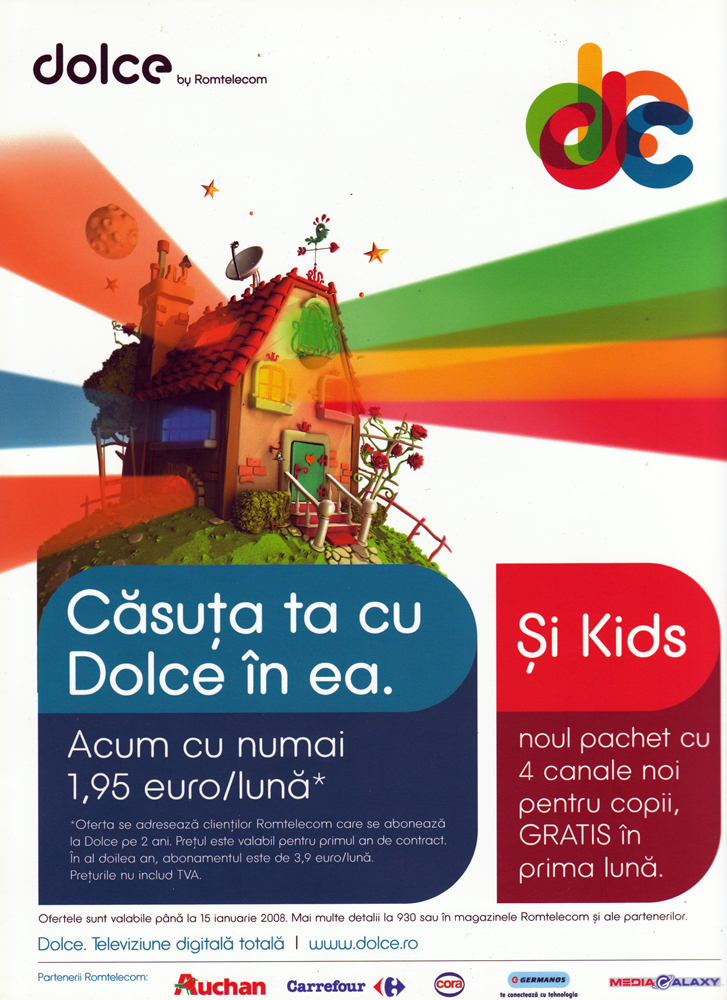 dolce by Romtelecom
dc
Căsuța ta cu
Dolce în ea.
Acum cu numai
1,95 euro/lună*
*Oferta se adresează clienților Romtelecom care se abonează
la Dolce pe 2 ani. Prețul este valabil pentru primul an de contract.
În al doilea an, abonamentul este de 3,9 euro/lună.
Prețurile nu includ TVA.
Și Kids
noul pachet cu
4 canale noi
pentru copii,
GRATIS în
prima lună.
Ofertele sunt valabile până la 15 ianuarie 2008. Mai multe detalii la 930 sau în magazinele Romtelecom și ale partenerilor.
Dolce. Televiziune digitală totală | www.dolce.ro
Partenerii Romtelecom:
Auchan
Carrefour
cora
G GERMANOS
te conectează cu tehnologia
MEDIA GALAXY